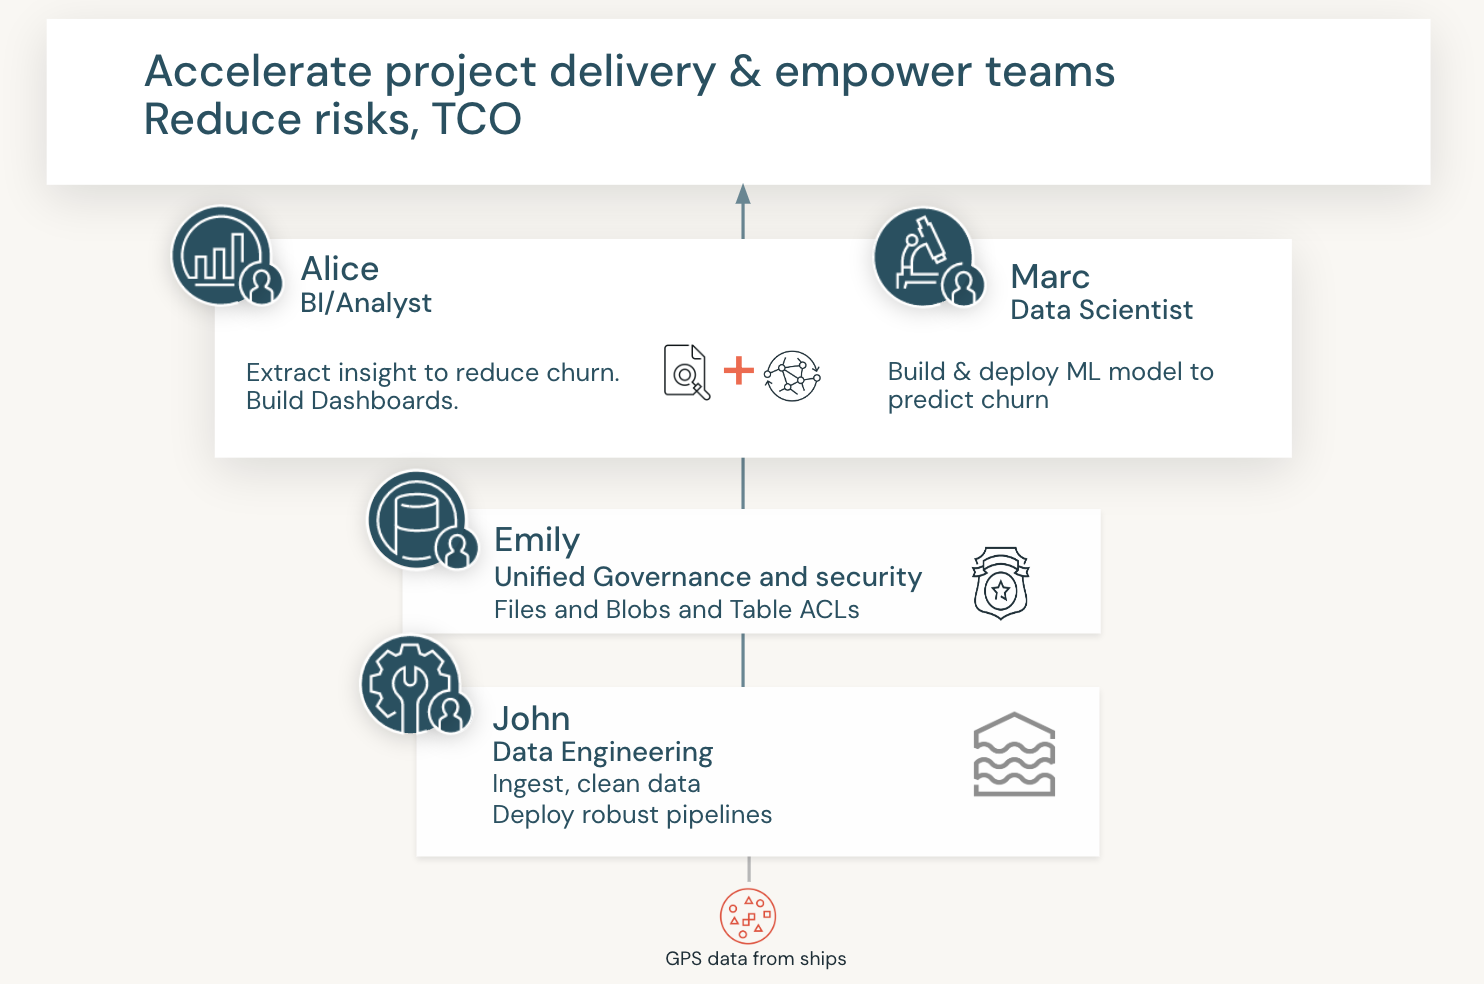 Accelerate project delivery & empower teams
Reduce risks, TCO
Alice
BI/Analyst
Extract insight to reduce churn.
Build Dashboards.
Marc
Data Scientist
Build & deploy ML model to
predict churn
Emily
Unified Governance and security
Files and Blobs and Table ACLs
John
Data Engineering
Ingest, clean data
Deploy robust pipelines
GPS data from ships